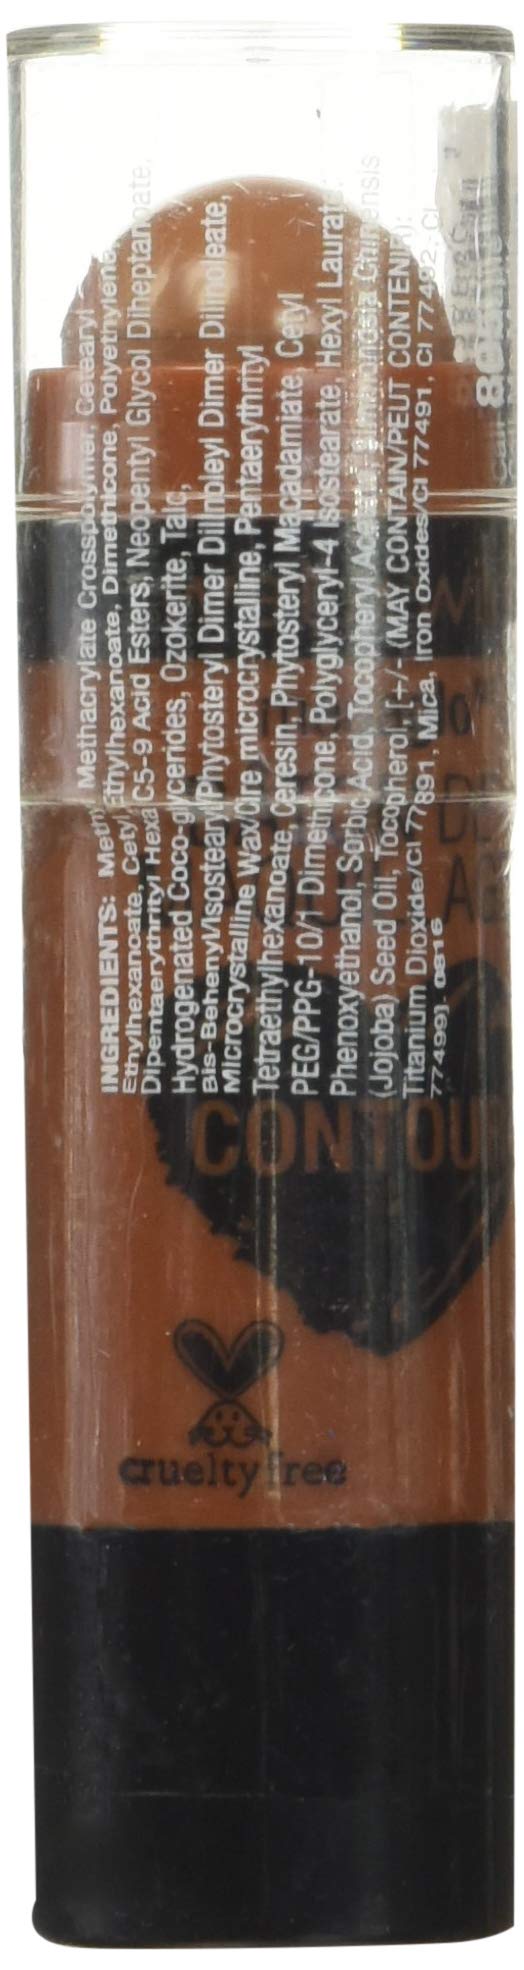 INGREDIENTS: Methyl Methacrylate Crosspolymer, Cetearyl
Ethylhexanoate, Cetyl Ethylhexanoate, Dimethicone, Polyethylene,
Dipentaerythrityl Hexa C5-9 Acid Esters, Neopentyl Glycol Diheptanoate,
Hydrogenated Coco-glycerides, Ozokerite, Talc,
Bis-Behenyl/Isostearyl/Phytosteryl Dimer Dilinoleyl Dimer Dilinoleate,
Microcrystalline Wax/Cire microcrystalline, Pentaerythrityl
Tetraethylhexanoate, Ceresin, Phytosteryl Macadamiate, Cetyl
PEG/PPG-10/1 Dimethicone, Polyglyceryl-4 Isostearate, Hexyl Laurate,
Phenoxyethanol, Sorbic Acid, Tocopheryl Acetate, Simmondsia Chinensis
(Jojoba) Seed Oil, Tocopherol, [+/- (MAY CONTAIN/PEUT CONTENIR):
Titanium Dioxide/CI 77891, Mica, Iron Oxides/CI 77491, CI 77492, CI
77499]. 0816
CONTOUR
cruelty free